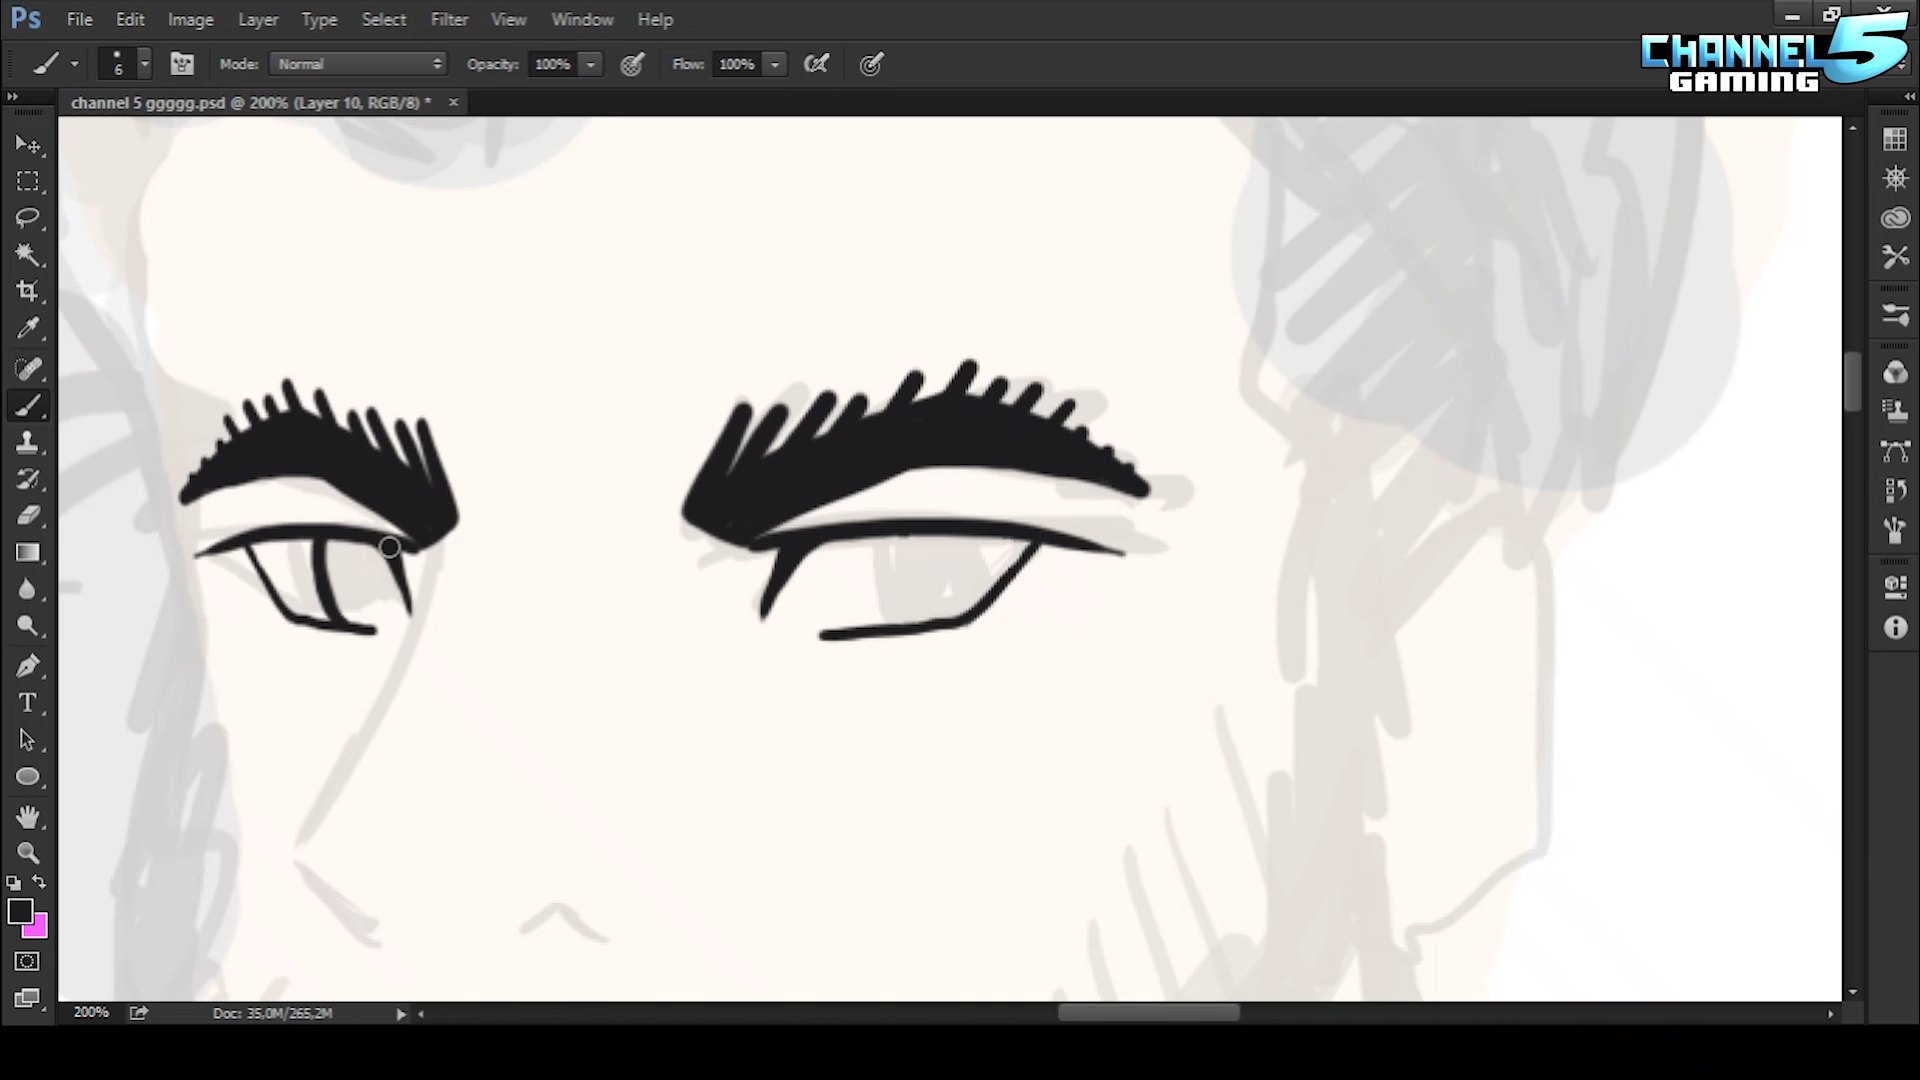 Ps File Edit Image Layer Type Select Filter View Window Help
6 Mode: Normal Opacity: 100% Flow: 100%
CHANNEL 5
GAMING
channel 5 ggggg.psd @ 200% (Layer 10, RGB/8) *
T
200% Doc: 35,0M/265,2M